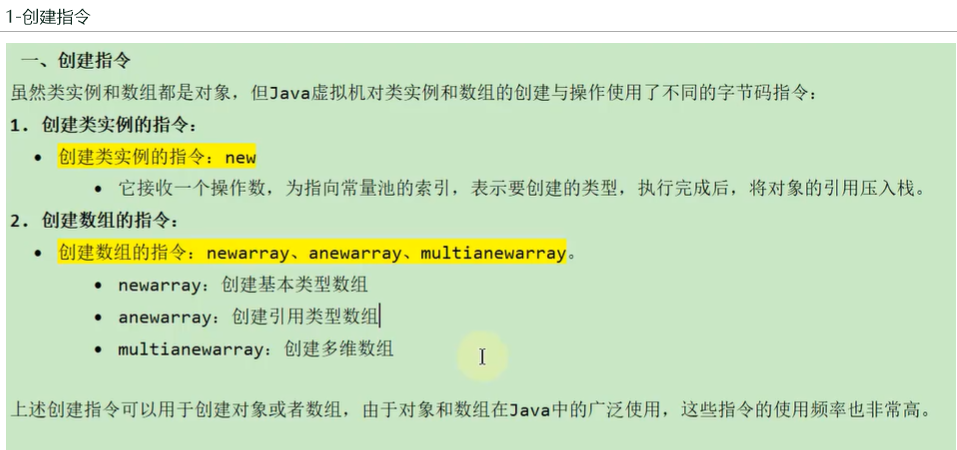 1-创建指令
一、创建指令
虽然类实例和数组都是对象，但Java虚拟机对类实例和数组的创建与操作使用了不同的字节码指令：
1. 创建类实例的指令：
• 创建类实例的指令：new
• 它接收一个操作数，为指向常量池的索引，表示要创建的类型，执行完成后，将对象的引用压入栈。
2. 创建数组的指令：
• 创建数组的指令：newarray、anewarray、multianewarray。
• newarray：创建基本类型数组
• anewarray：创建引用类型数组
• multianewarray：创建多维数组
上述创建指令可以用于创建对象或者数组，由于对象和数组在Java中的广泛使用，这些指令的使用频率也非常高。